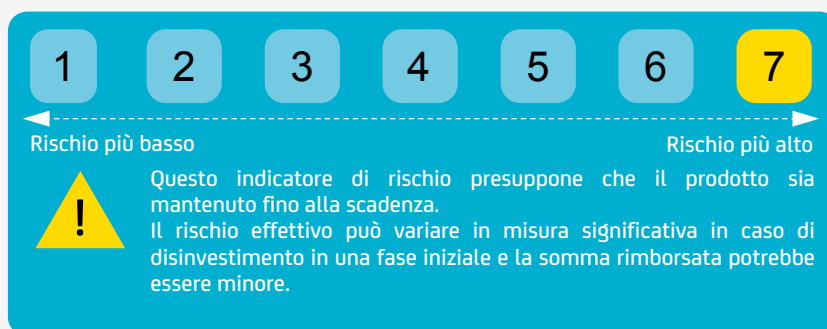 1 2 3 4 5 6 7
Rischio più basso Rischio più alto
! Questo indicatore di rischio presuppone che il prodotto sia
mantenuto fino alla scadenza.
Il rischio effettivo può variare in misura significativa in caso di
disinvestimento in una fase iniziale e la somma rimborsata potrebbe
essere minore.